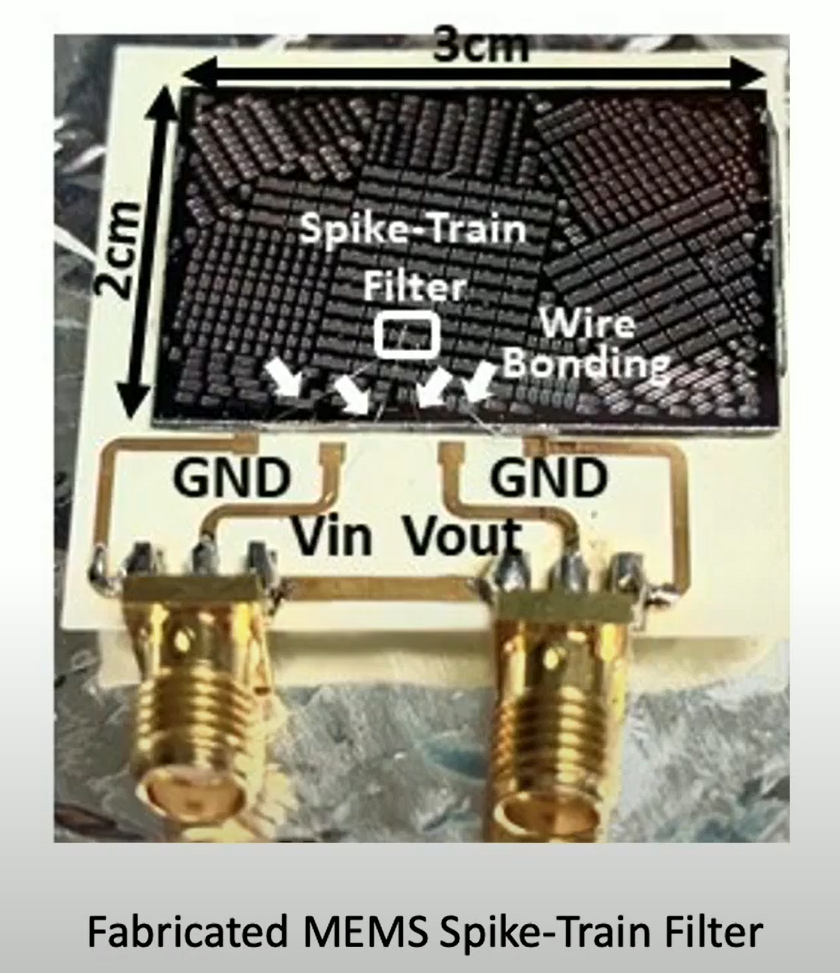 3cm
2cm
Spike-Train
Filter
Wire
Bonding
GND
GND
Vin
Vout
Fabricated MEMS Spike-Train Filter